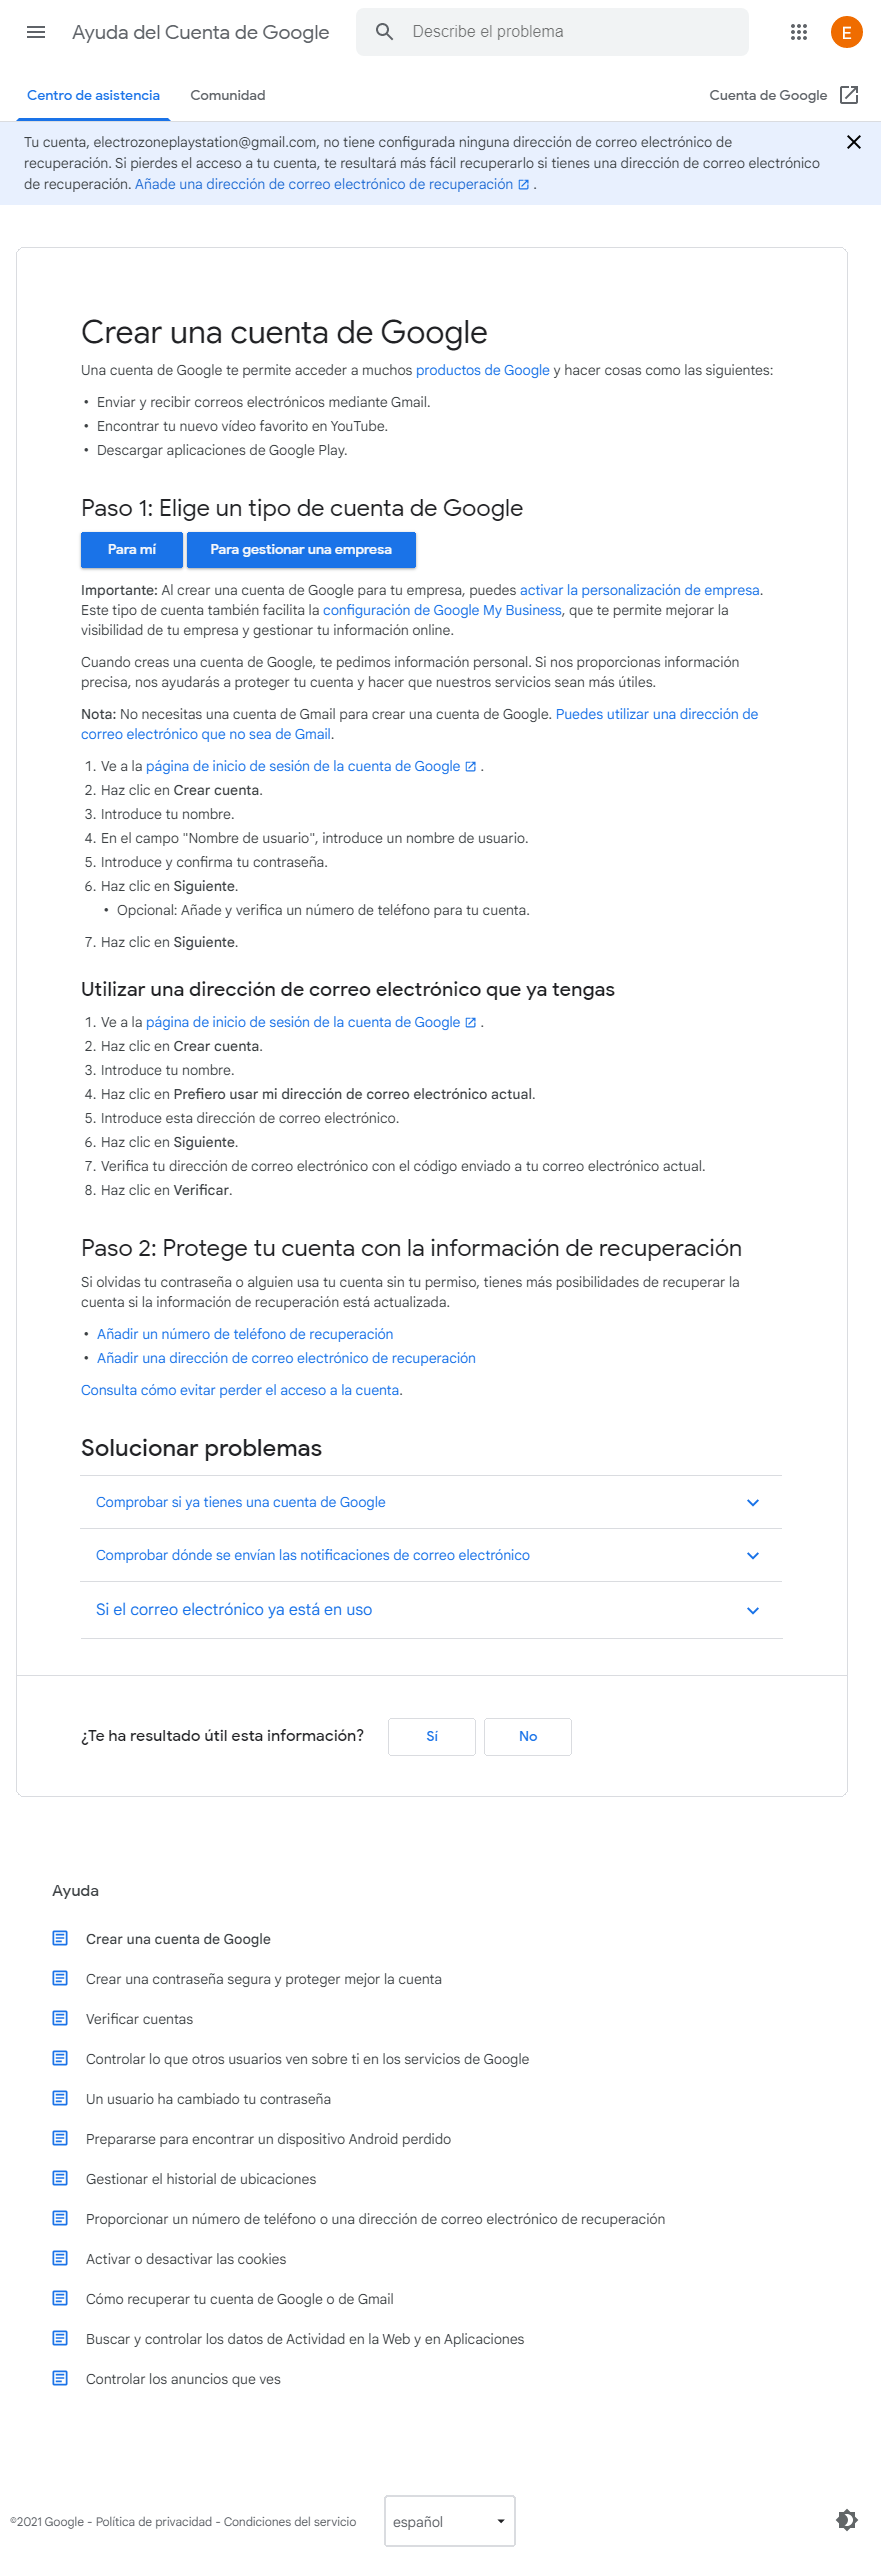 Ayuda del Cuenta de Google
Describe el problema
E
Centro de asistencia
Comunidad
Cuenta de Google
Tu cuenta, electrozoneplaystation@gmail.com, no tiene configurada ninguna dirección de correo electrónico de
recuperación. Si pierdes el acceso a tu cuenta, te resultará más fácil recuperarlo si tienes una dirección de correo electrónico
de recuperación. Añade una dirección de correo electrónico de recuperación .
Crear una cuenta de Google
Una cuenta de Google te permite acceder a muchos productos de Google y hacer cosas como las siguientes:
• Enviar y recibir correos electrónicos mediante Gmail.
• Encontrar tu nuevo vídeo favorito en YouTube.
• Descargar aplicaciones de Google Play.
Paso 1: Elige un tipo de cuenta de Google
Para mí
Para gestionar una empresa
Importante: Al crear una cuenta de Google para tu empresa, puedes activar la personalización de empresa.
Este tipo de cuenta también facilita la configuración de Google My Business, que te permite mejorar la
visibilidad de tu empresa y gestionar tu información online.
Cuando creas una cuenta de Google, te pedimos información personal. Si nos proporcionas información
precisa, nos ayudarás a proteger tu cuenta y hacer que nuestros servicios sean más útiles.
Nota: No necesitas una cuenta de Gmail para crear una cuenta de Google. Puedes utilizar una dirección de
correo electrónico que no sea de Gmail.
1. Ve a la página de inicio de sesión de la cuenta de Google .
2. Haz clic en Crear cuenta.
3. Introduce tu nombre.
4. En el campo "Nombre de usuario", introduce un nombre de usuario.
5. Introduce y confirma tu contraseña.
6. Haz clic en Siguiente.
• Opcional: Añade y verifica un número de teléfono para tu cuenta.
7. Haz clic en Siguiente.
Utilizar una dirección de correo electrónico que ya tengas
1. Ve a la página de inicio de sesión de la cuenta de Google .
2. Haz clic en Crear cuenta.
3. Introduce tu nombre.
4. Haz clic en Prefiero usar mi dirección de correo electrónico actual.
5. Introduce esta dirección de correo electrónico.
6. Haz clic en Siguiente.
7. Verifica tu dirección de correo electrónico con el código enviado a tu correo electrónico actual.
8. Haz clic en Verificar.
Paso 2: Protege tu cuenta con la información de recuperación
Si olvidas tu contraseña o alguien usa tu cuenta sin tu permiso, tienes más posibilidades de recuperar la
cuenta si la información de recuperación está actualizada.
• Añadir un número de teléfono de recuperación
• Añadir una dirección de correo electrónico de recuperación
Consulta cómo evitar perder el acceso a la cuenta.
Solucionar problemas
Comprobar si ya tienes una cuenta de Google
Comprobar dónde se envían las notificaciones de correo electrónico
Si el correo electrónico ya está en uso
¿Te ha resultado útil esta información?
Sí
No
Ayuda
Crear una cuenta de Google
Crear una contraseña segura y proteger mejor la cuenta
Verificar cuentas
Controlar lo que otros usuarios ven sobre ti en los servicios de Google
Un usuario ha cambiado tu contraseña
Prepararse para encontrar un dispositivo Android perdido
Gestionar el historial de ubicaciones
Proporcionar un número de teléfono o una dirección de correo electrónico de recuperación
Activar o desactivar las cookies
Cómo recuperar tu cuenta de Google o de Gmail
Buscar y controlar los datos de Actividad en la Web y en Aplicaciones
Controlar los anuncios que ves
©2021 Google - Política de privacidad - Condiciones del servicio
español